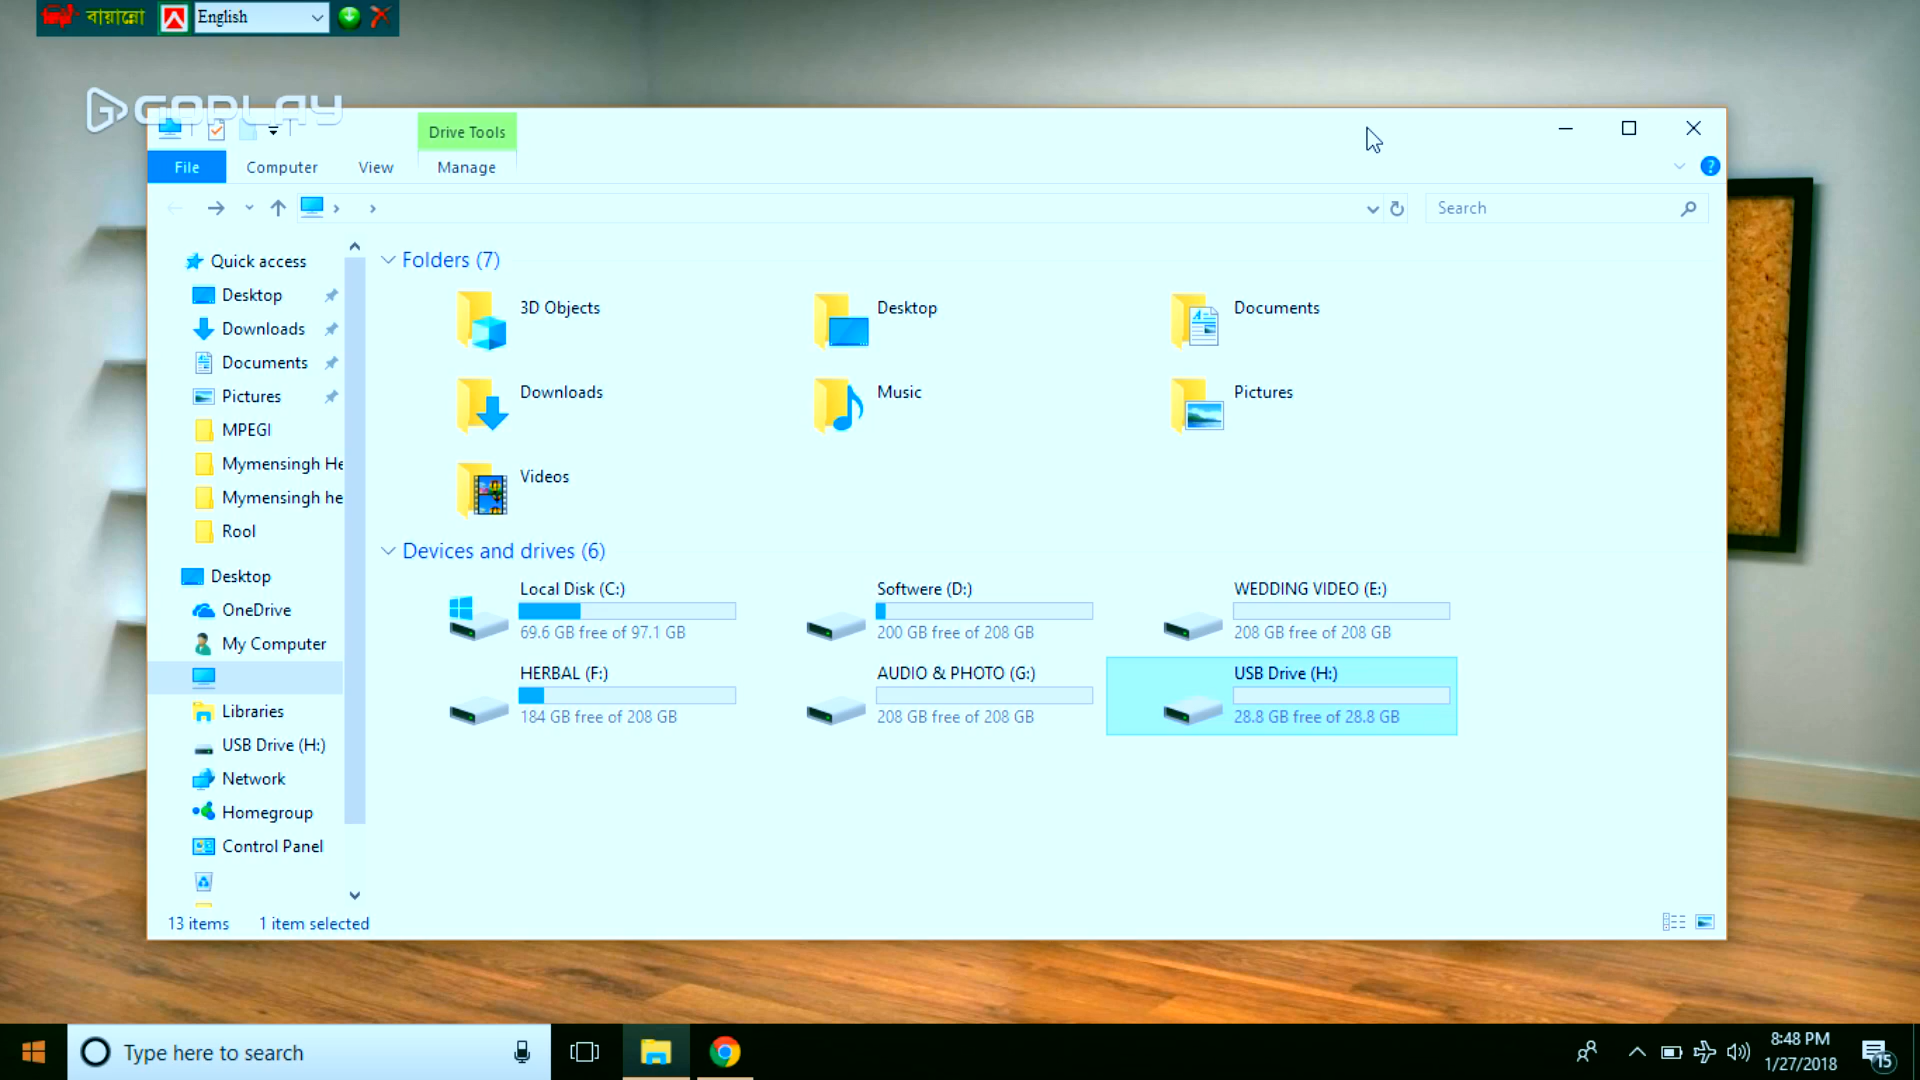 বায়ান্নো
English
GOPLAY
Drive Tools
File
Computer
View
Manage
Search
Quick access
Desktop
Downloads
Documents
Pictures
MPEGI
Mymensingh He
Mymensingh he
Rool
Desktop
OneDrive
My Computer
Libraries
USB Drive (H:)
Network
Homegroup
Control Panel
Folders (7)
3D Objects
Desktop
Documents
Downloads
Music
Pictures
Videos
Devices and drives (6)
Local Disk (C:)
69.6 GB free of 97.1 GB
Softwere (D:)
200 GB free of 208 GB
WEDDING VIDEO (E:)
208 GB free of 208 GB
HERBAL (F:)
184 GB free of 208 GB
AUDIO & PHOTO (G:)
208 GB free of 208 GB
USB Drive (H:)
28.8 GB free of 28.8 GB
13 items
1 item selected
Type here to search
8:48 PM
1/27/2018
15